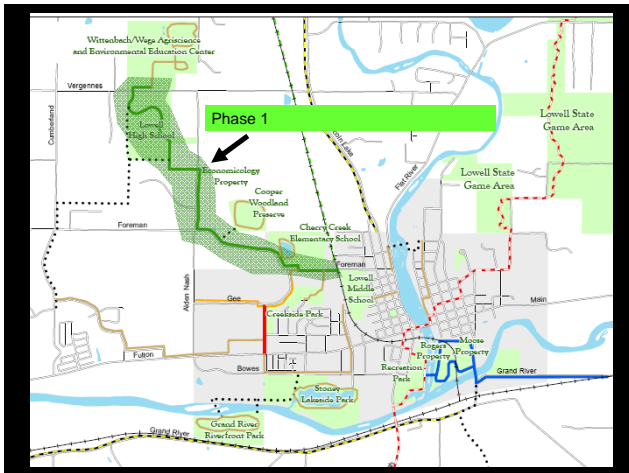 Wittenbach/Wege Agriscience
and Environmental Education Center
Vergennes
Cumberland
Lowell
High School
Phase 1
Lowell State
Game Area
Lowell State
Game Area
Economicology
Property
Cooper
Woodland
Preserve
Flat River
Foreman
Cherry Creek
Elementary School
Foreman
Lowell
Middle
School
Alden Nash
Gee
Main
Creekside Park
Fulton
Bowes
Rogers
Property
Moose
Property
Recreation
Park
Grand River
Stoney
Lakeside Park
Grand River
Riverfront Park
Grand River